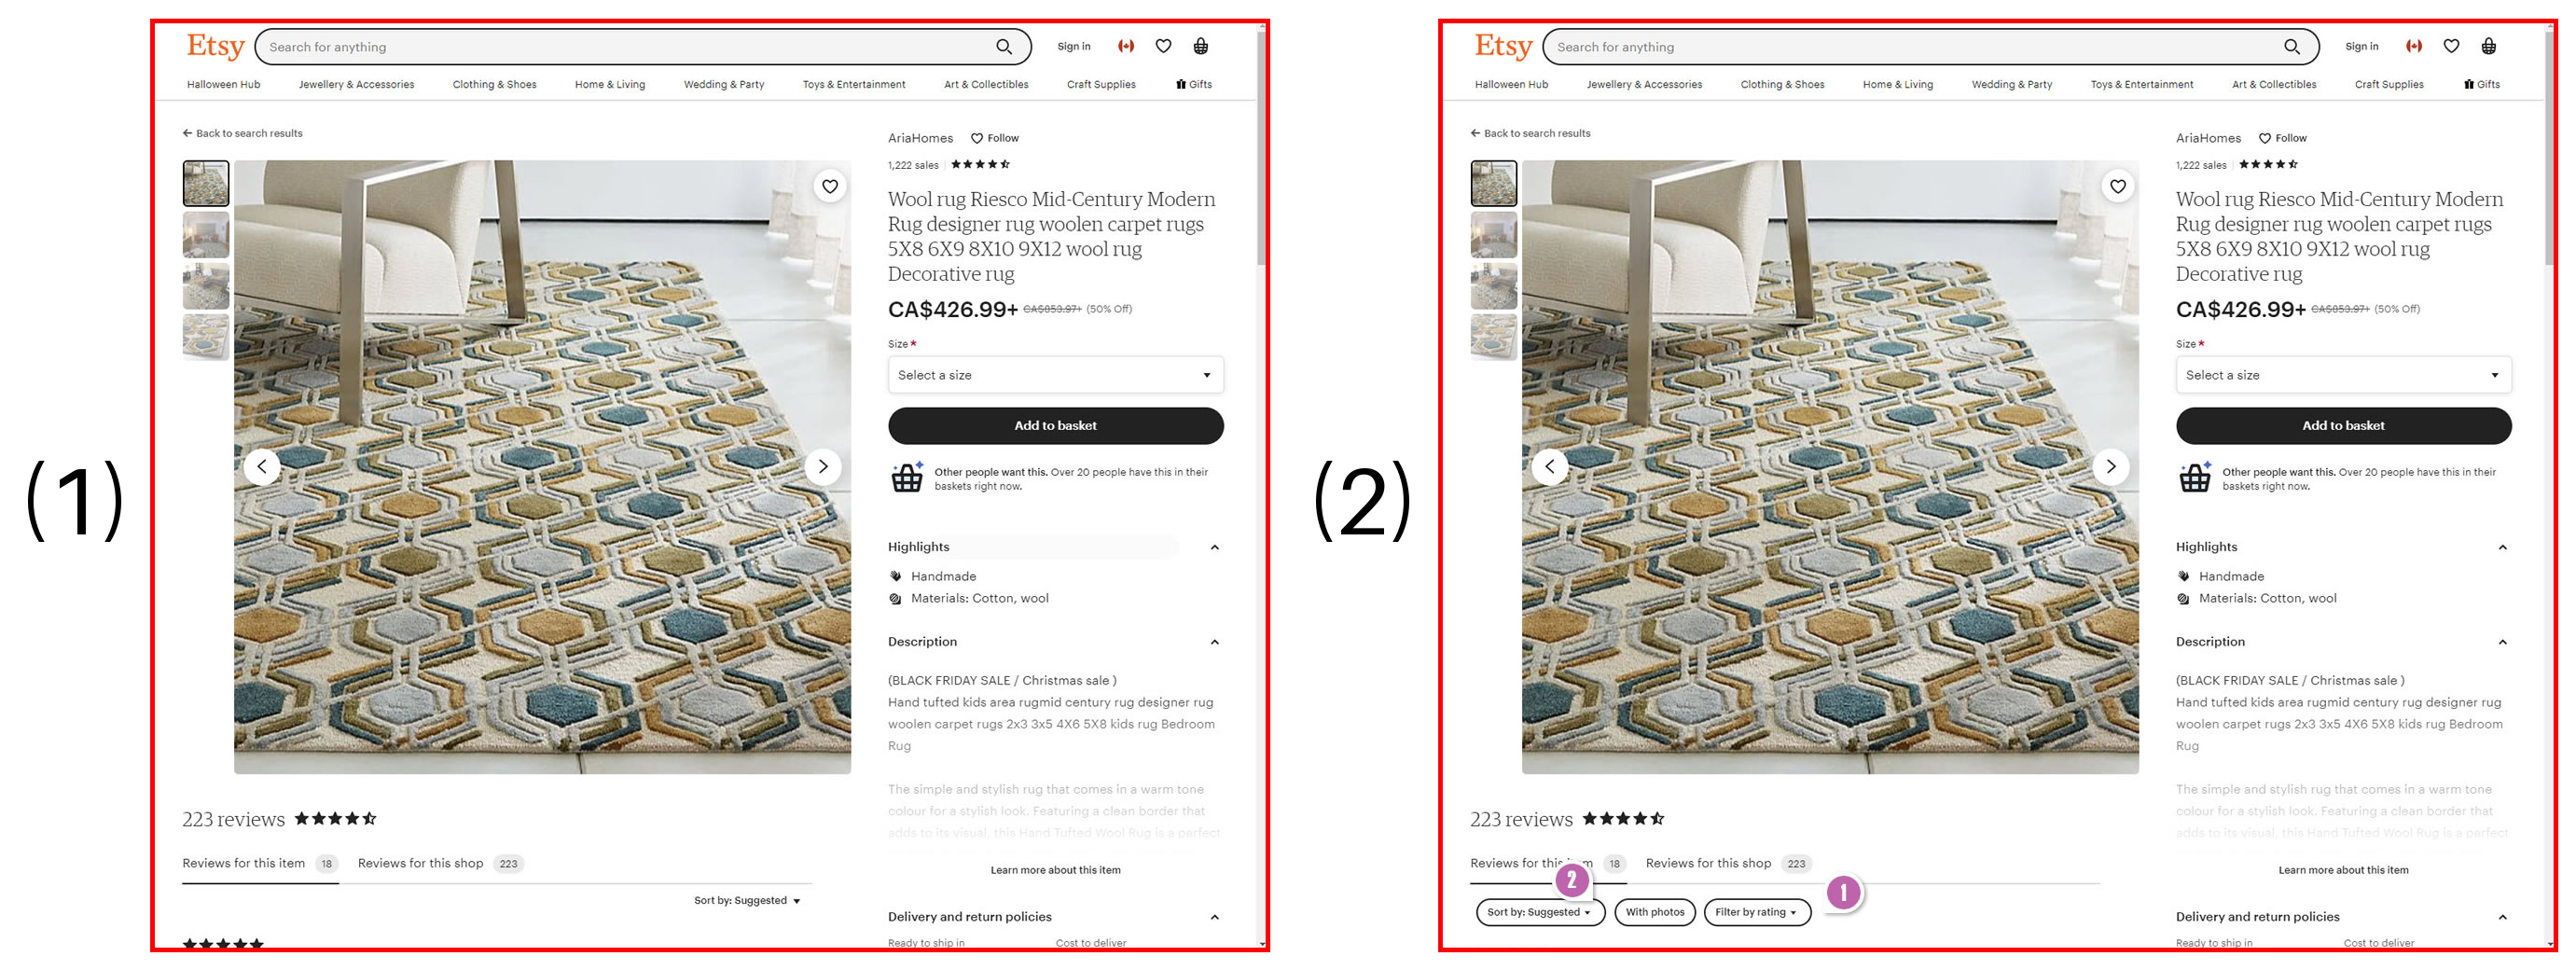 (1)
Etsy
Search for anything
Sign in
Halloween Hub Jewellery & Accessories Clothing & Shoes Home & Living Wedding & Party Toys & Entertainment Art & Collectibles Craft Supplies Gifts
Back to search results
AriaHomes Follow
1,222 sales
Wool rug Riesco Mid-Century Modern
Rug designer rug woolen carpet rugs
5X8 6X9 8X10 9X12 wool rug
Decorative rug
CA$426.99+ CA$853.97+ (50% Off)
Size *
Select a size
Add to basket
Other people want this. Over 20 people have this in their
baskets right now.
Highlights
Handmade
Materials: Cotton, wool
Description
(BLACK FRIDAY SALE / Christmas sale )
Hand tufted kids area rugmid century rug designer rug
woolen carpet rugs 2x3 3x5 4X6 5X8 kids rug Bedroom
Rug
The simple and stylish rug that comes in a warm tone
colour for a stylish look. Featuring a clean border that
adds to its visual, this Hand Tufted Wool Rug is a perfect
Learn more about this item
Delivery and return policies
Ready to ship in Cost to deliver
223 reviews
Reviews for this item 18 Reviews for this shop 223
Sort by: Suggested
(2)
Etsy
Search for anything
Sign in
Halloween Hub Jewellery & Accessories Clothing & Shoes Home & Living Wedding & Party Toys & Entertainment Art & Collectibles Craft Supplies Gifts
Back to search results
AriaHomes Follow
1,222 sales
Wool rug Riesco Mid-Century Modern
Rug designer rug woolen carpet rugs
5X8 6X9 8X10 9X12 wool rug
Decorative rug
CA$426.99+ CA$853.97+ (50% Off)
Size *
Select a size
Add to basket
Other people want this. Over 20 people have this in their
baskets right now.
Highlights
Handmade
Materials: Cotton, wool
Description
(BLACK FRIDAY SALE / Christmas sale )
Hand tufted kids area rugmid century rug designer rug
woolen carpet rugs 2x3 3x5 4X6 5X8 kids rug Bedroom
Rug
The simple and stylish rug that comes in a warm tone
colour for a stylish look. Featuring a clean border that
adds to its visual, this Hand Tufted Wool Rug is a perfect
Learn more about this item
Delivery and return policies
Ready to ship in Cost to deliver
223 reviews
Reviews for this item 18 Reviews for this shop 223
2 1
Sort by: Suggested With photos Filter by rating